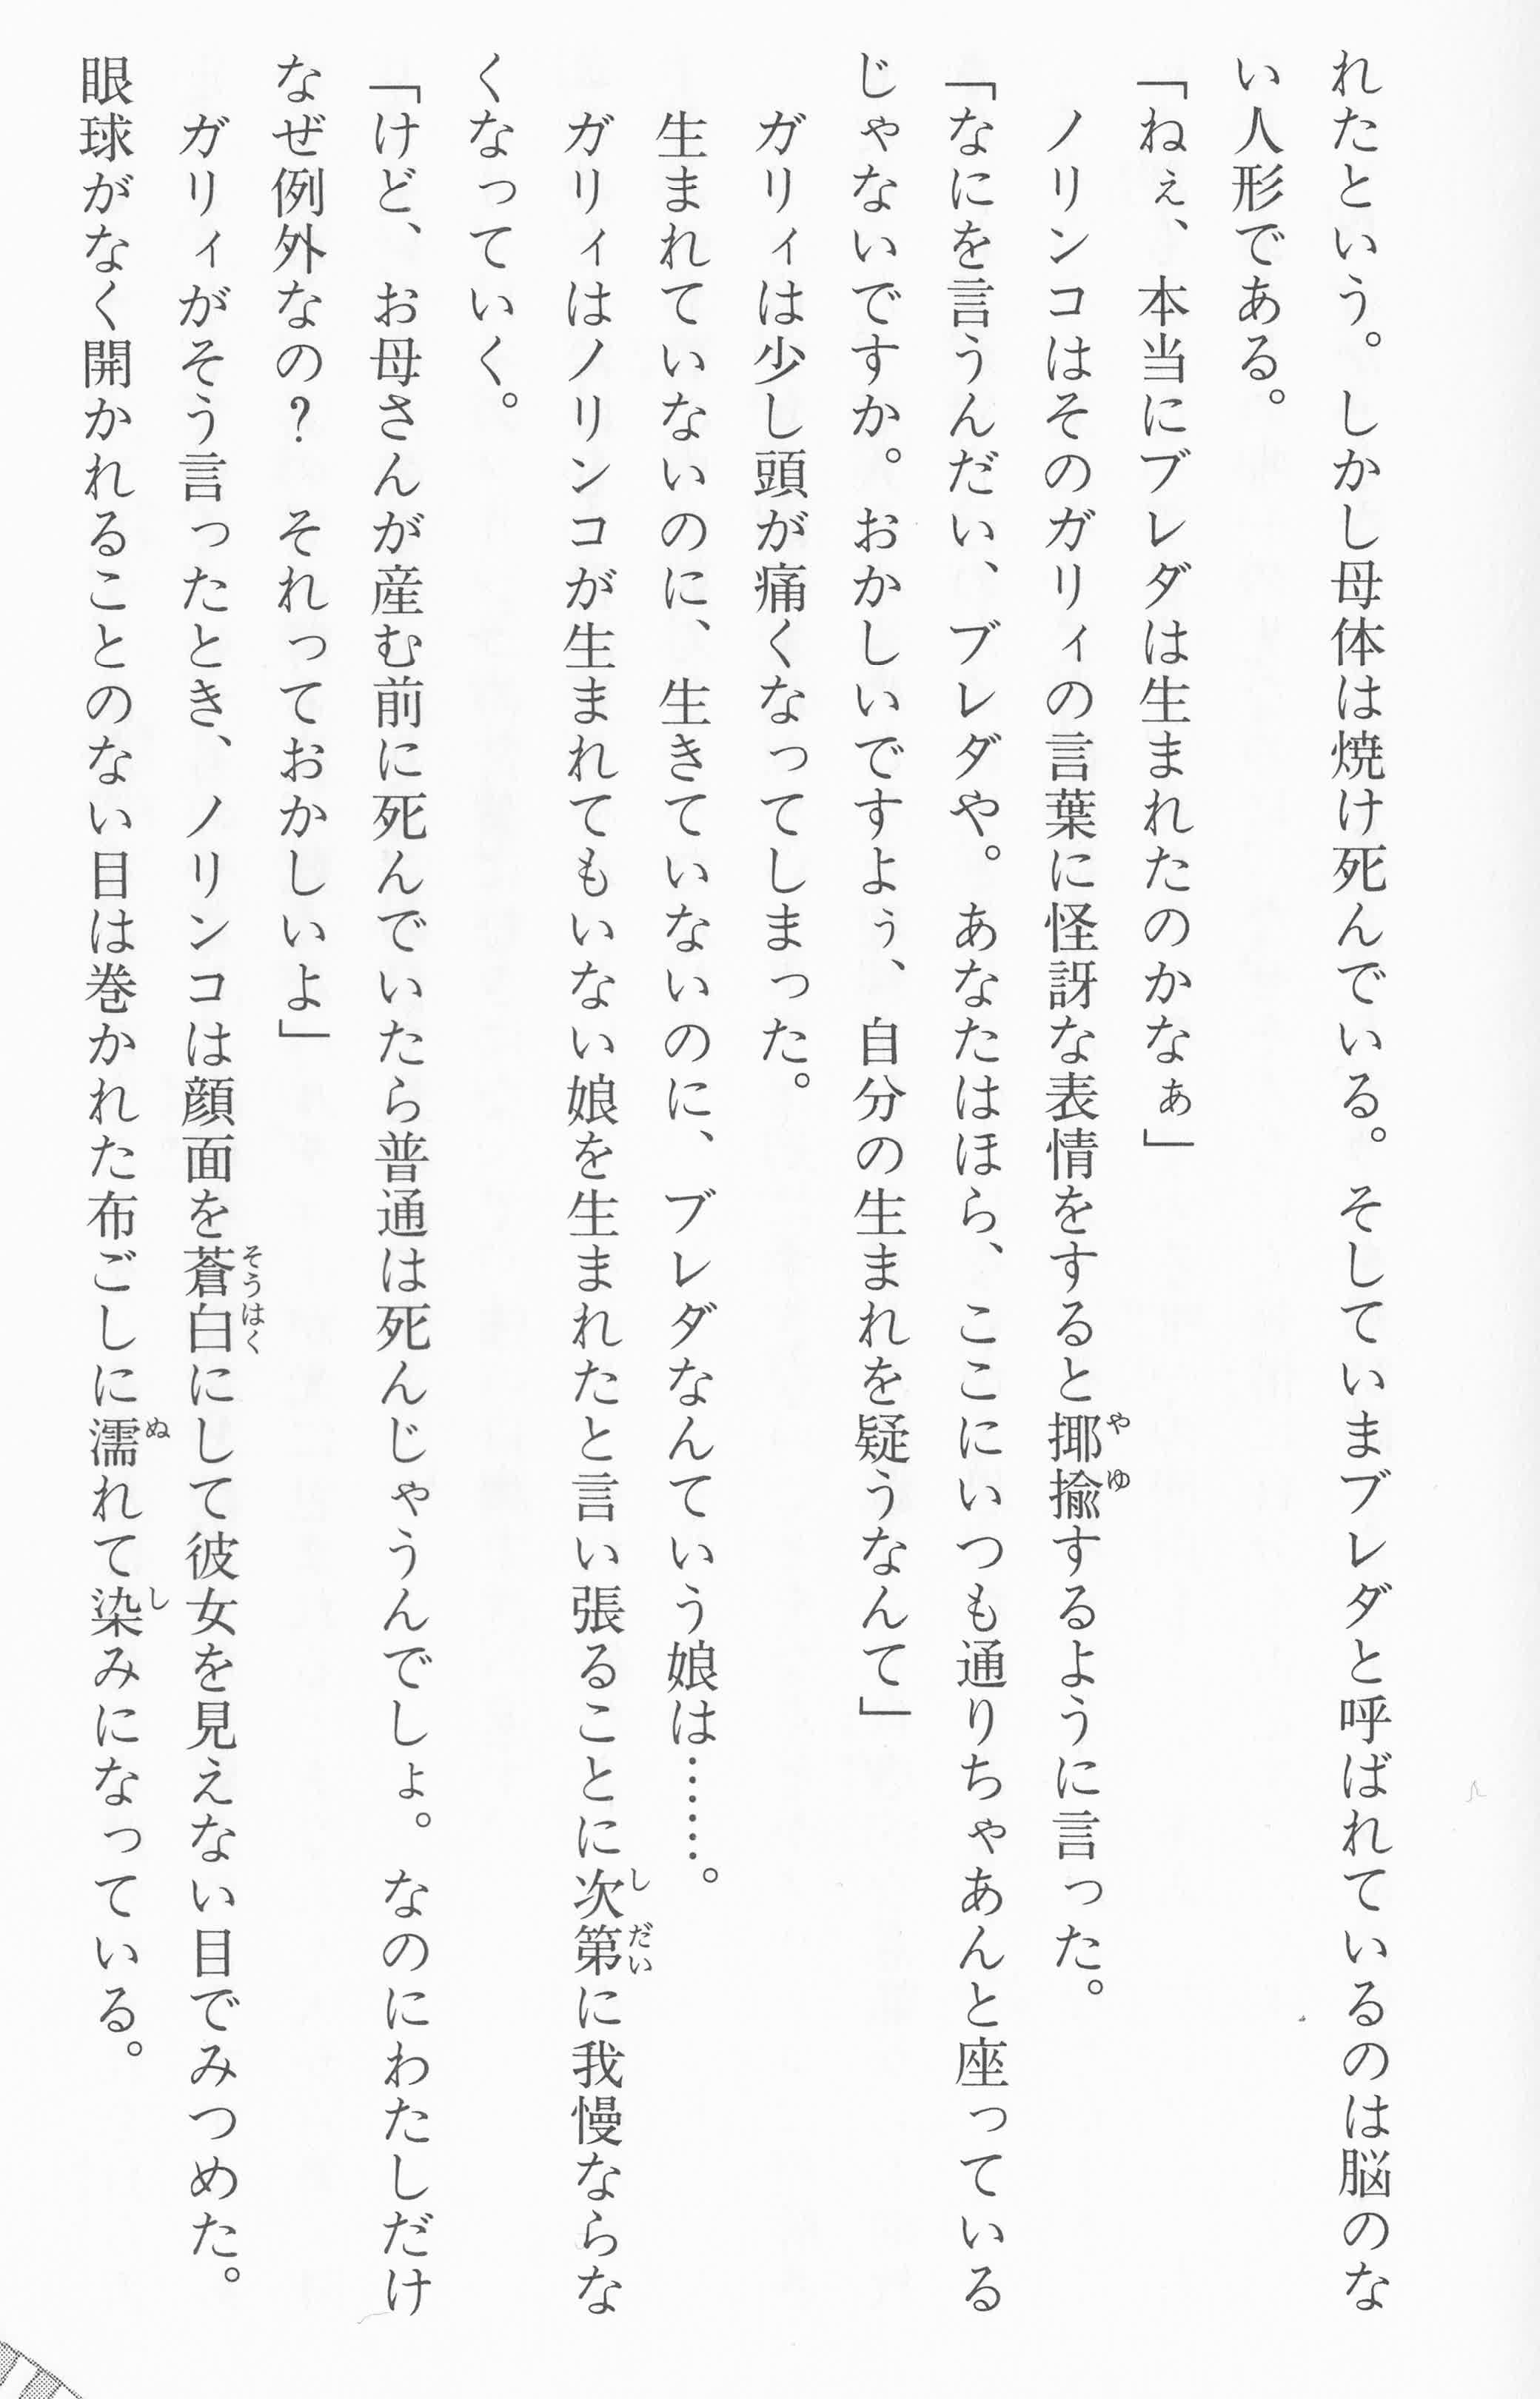 れたという。しかし母体は焼け死んでいる。そしていまブレダと呼ばれているのは脳のな
い人形である。
「ねぇ、本当にブレダは生まれたのかなぁ」
ノリンコはそのガリィの言葉に怪訝な表情をすると揶揄するように言った。
「なにを言うんだい、ブレダや。あなたはほら、ここにいつも通りちゃあんと座っている
じゃないですか。おかしいですよぅ、自分の生まれを疑うなんて」
ガリィは少し頭が痛くなってしまった。
生まれていないのに、生きていないのに、ブレダなんていう娘は……。
ガリィはノリンコが生まれてもいない娘を生まれたと言い張ることに次第に我慢ならな
くなっていく。
「けど、お母さんが産む前に死んでいたら普通は死んじゃうんでしょ。なのにわたしだけ
なぜ例外なの？　それっておかしいよ」
ガリィがそう言ったとき、ノリンコは顔面を蒼白にして彼女を見えない目でみつめた。
眼球がなく開かれることのない目は巻かれた布ごしに濡れて染みになっている。